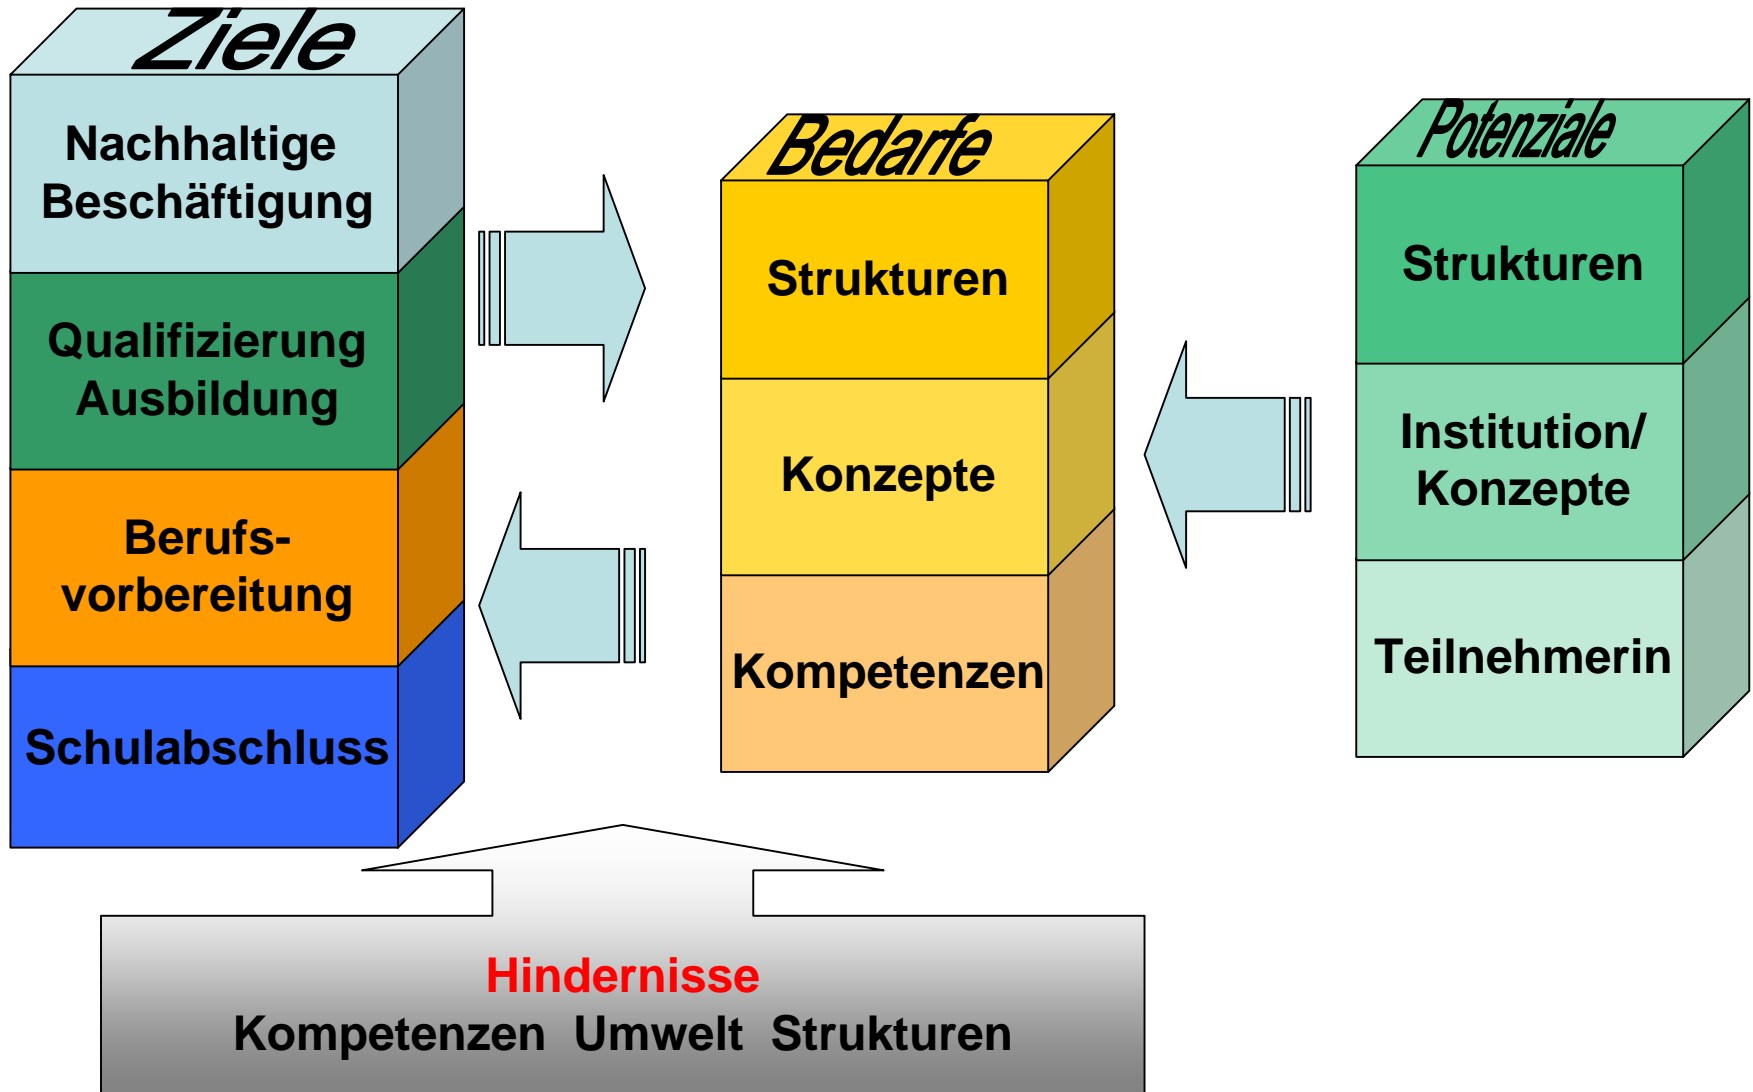 Ziele
Nachhaltige
Beschäftigung
Qualifizierung
Ausbildung
Berufs-
vorbereitung
Schulabschluss
Bedarfe
Strukturen
Konzepte
Kompetenzen
Potenziale
Strukturen
Institution/
Konzepte
Teilnehmerin
Hindernisse
Kompetenzen Umwelt Strukturen